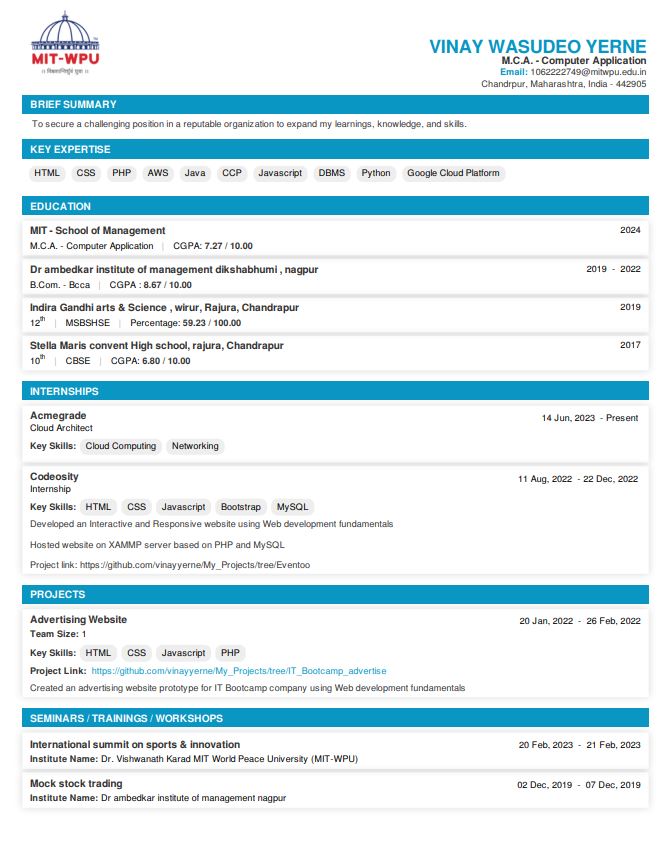 TM
MIT-WPU
|| विश्वशान्तिर्ध्रुवं ध्रुवा ||
VINAY WASUDEO YERNE
M.C.A. - Computer Application
Email: 1062222749@mitwpu.edu.in
Chandrpur, Maharashtra, India - 442905
BRIEF SUMMARY
To secure a challenging position in a reputable organization to expand my learnings, knowledge, and skills.
KEY EXPERTISE
HTML CSS PHP AWS Java CCP Javascript DBMS Python Google Cloud Platform
EDUCATION
MIT - School of Management 2024
M.C.A. - Computer Application | CGPA: 7.27 / 10.00
Dr ambedkar institute of management dikshabhumi , nagpur 2019 - 2022
B.Com. - Bcca | CGPA : 8.67 / 10.00
Indira Gandhi arts & Science , wirur, Rajura, Chandrapur 2019
12th | MSBSHSE | Percentage: 59.23 / 100.00
Stella Maris convent High school, rajura, Chandrapur 2017
10th | CBSE | CGPA: 6.80 / 10.00
INTERNSHIPS
Acmegrade 14 Jun, 2023 - Present
Cloud Architect
Key Skills: Cloud Computing Networking
Codeosity 11 Aug, 2022 - 22 Dec, 2022
Internship
Key Skills: HTML CSS Javascript Bootstrap MySQL
Developed an Interactive and Responsive website using Web development fundamentals
Hosted website on XAMMP server based on PHP and MySQL
Project link: https://github.com/vinayyerne/My_Projects/tree/Eventoo
PROJECTS
Advertising Website 20 Jan, 2022 - 26 Feb, 2022
Team Size: 1
Key Skills: HTML CSS Javascript PHP
Project Link: https://github.com/vinayyerne/My_Projects/tree/IT_Bootcamp_advertise
Created an advertising website prototype for IT Bootcamp company using Web development fundamentals
SEMINARS / TRAININGS / WORKSHOPS
International summit on sports & innovation 20 Feb, 2023 - 21 Feb, 2023
Institute Name: Dr. Vishwanath Karad MIT World Peace University (MIT-WPU)
Mock stock trading 02 Dec, 2019 - 07 Dec, 2019
Institute Name: Dr ambedkar institute of management nagpur